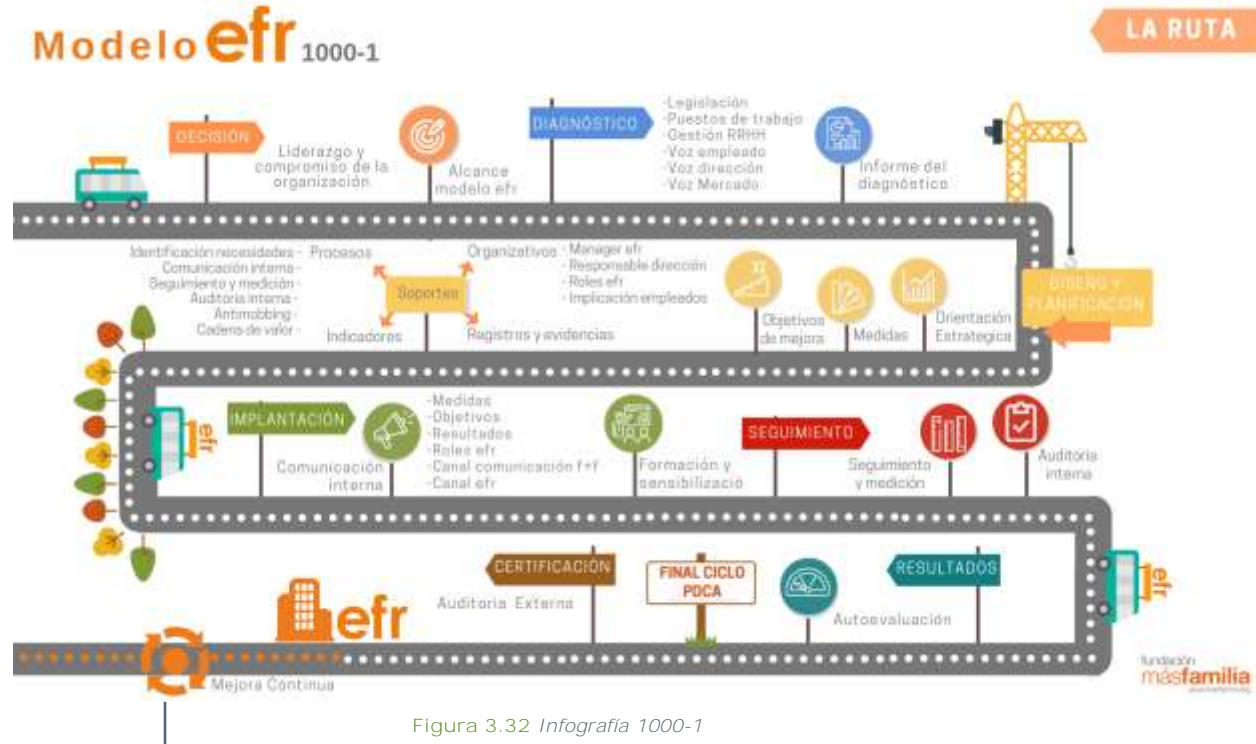 Modelo efr 1000-1
LA RUTA
DECISIÓN
Liderazgo y
compromiso de la
organización
Alcance
modelo efr
DIAGNÓSTICO
-Legislación
-Puestos de trabajo
-Gestión RRHH
-Voz empleado
-Voz dirección
-Voz Mercado
Informe del
diagnóstico
DISEÑO Y
PLANIFICACIÓN
Orientación
Estrategica
Medidas
Objetivos
de mejora
Soportes
Organizativos
- Manager efr
- Responsable dirección
- Roles efr
- Implicación empleados
Procesos
Identificación necesidades -
Comunicación interna -
Seguimiento y medición -
Auditoria interna -
Antimobbing -
Cadena de valor -
Indicadores
Registros y evidencias
efr
IMPLANTACIÓN
Comunicación
interna
-Medidas
-Objetivos
-Resultados
-Roles efr
-Canal comunicación f+f
-Canal efr
Formación y
sensibilizació
SEGUIMIENTO
Seguimiento
y medición
Auditoria
interna
efr
RESULTADOS
Autoevaluación
FINAL CICLO
PDCA
CERTIFICACIÓN
Auditoria Externa
efr
Mejora Continua
fundación
másfamilia
Figura 3.32 Infografía 1000-1